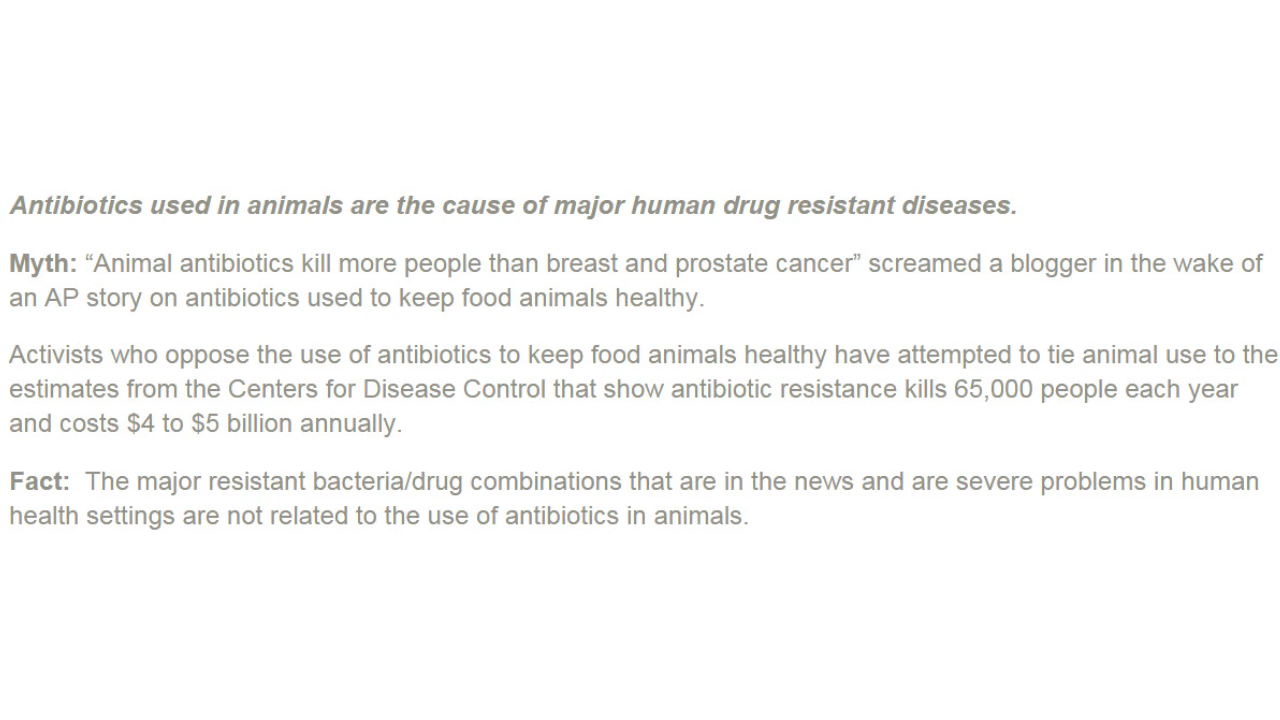 Antibiotics used in animals are the cause of major human drug resistant diseases.
Myth: “Animal antibiotics kill more people than breast and prostate cancer” screamed a blogger in the wake of
an AP story on antibiotics used to keep food animals healthy.
Activists who oppose the use of antibiotics to keep food animals healthy have attempted to tie animal use to the
estimates from the Centers for Disease Control that show antibiotic resistance kills 65,000 people each year
and costs $4 to $5 billion annually.
Fact:  The major resistant bacteria/drug combinations that are in the news and are severe problems in human
health settings are not related to the use of antibiotics in animals.